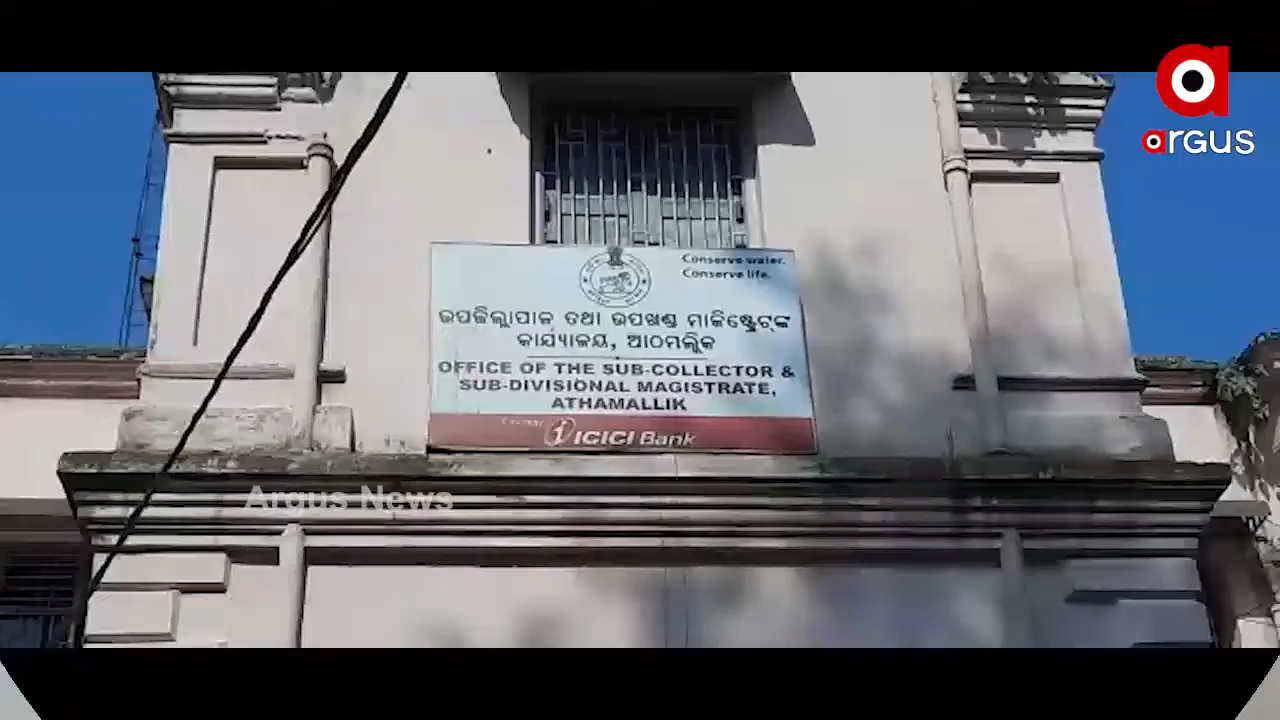 argus
Conserve water.
Conserve life.
ଉପଜିଲ୍ଲାପାଳ ତଥା ଉପଖଣ୍ଡ ମାଜିଷ୍ଟ୍ରେଟ୍‌ଙ୍କ
କାର୍ଯ୍ୟାଳୟ, ଆଠମଲ୍ଲିକ
OFFICE OF THE SUB-COLLECTOR &
SUB-DIVISIONAL MAGISTRATE,
ATHAMALLIK
ICICI Bank
Argus News